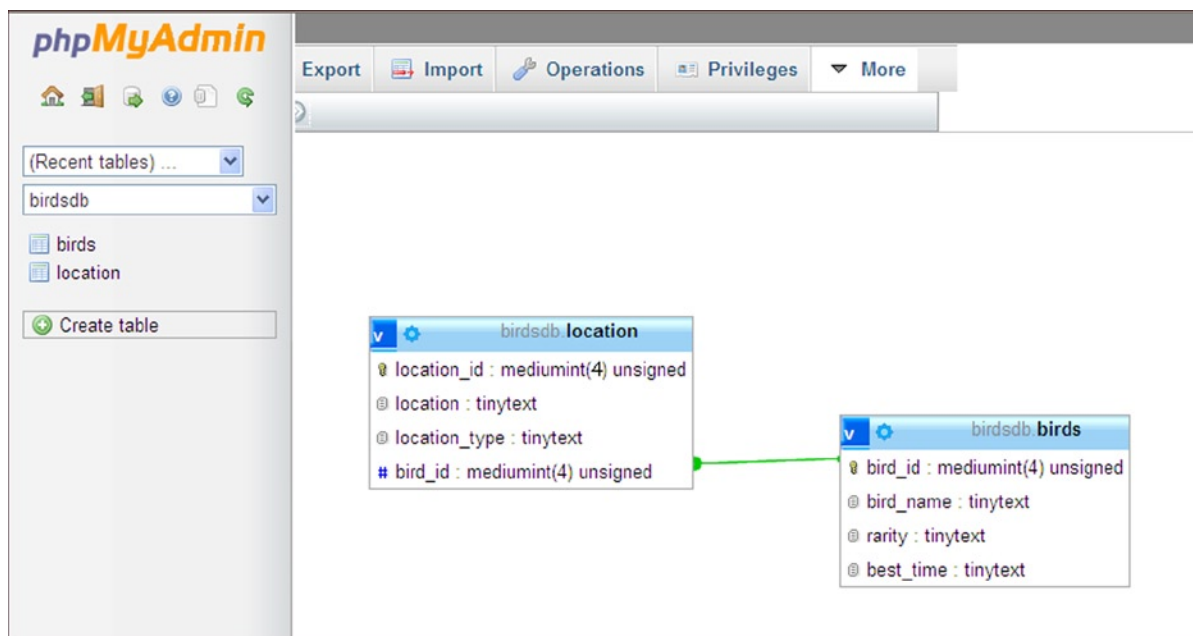 phpMyAdmin
Export Import Operations Privileges More
(Recent tables) ...
birdsdb
birds
location
Create table
birdsdb.location
location_id : mediumint(4) unsigned
location : tinytext
location_type : tinytext
# bird_id : mediumint(4) unsigned
birdsdb.birds
bird_id : mediumint(4) unsigned
bird_name : tinytext
rarity : tinytext
best_time : tinytext